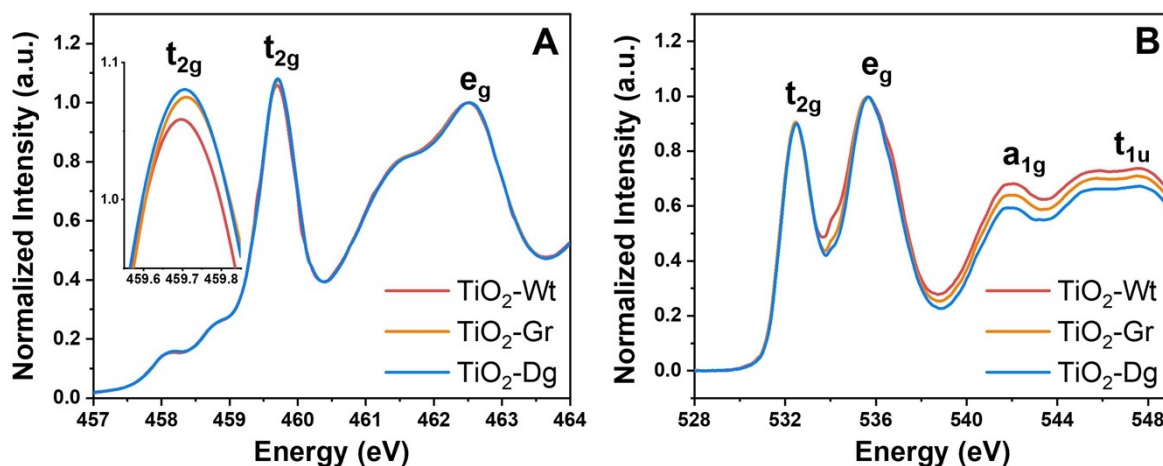 A
Normalized Intensity (a.u.)
1.2
1.0
0.8
0.6
0.4
0.2
0.0
1.1
1.0
459.6 459.7 459.8
t2g
t2g
eg
TiO2-Wt
TiO2-Gr
TiO2-Dg
457 458 459 460 461 462 463 464
Energy (eV)
B
Normalized Intensity (a.u.)
1.2
1.0
0.8
0.6
0.4
0.2
0.0
t2g
eg
a1g
t1u
TiO2-Wt
TiO2-Gr
TiO2-Dg
528 532 536 540 544 548
Energy (eV)